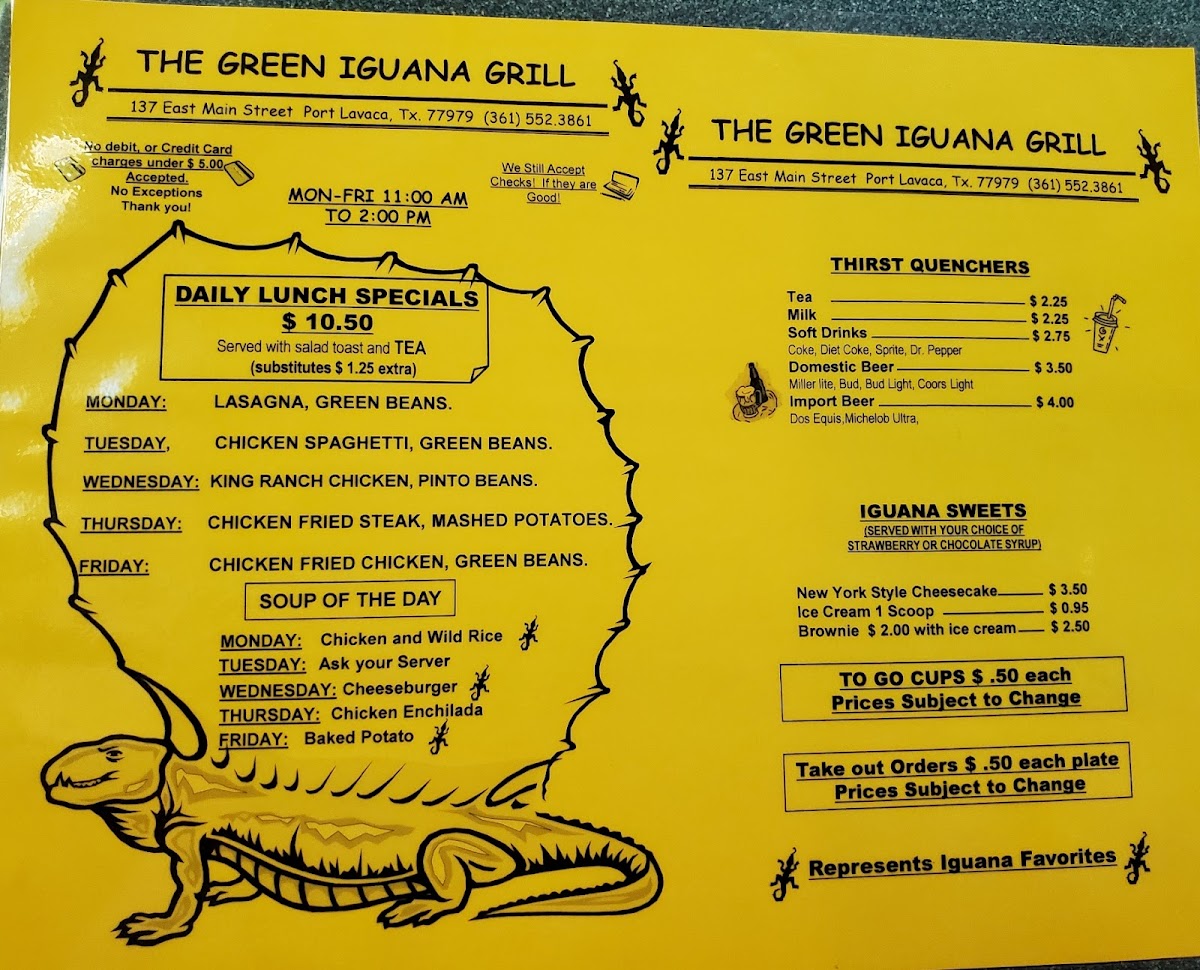 THE GREEN IGUANA GRILL
137 East Main Street Port Lavaca, Tx. 77979 (361) 552.3861
No debit, or Credit Card
charges under $ 5.00
Accepted.
No Exceptions
Thank you!
MON-FRI 11:00 AM
TO 2:00 PM
We Still Accept
Checks! If they are
Good!
DAILY LUNCH SPECIALS
$ 10.50
Served with salad toast and TEA
(substitutes $ 1.25 extra)
MONDAY: LASAGNA, GREEN BEANS.
TUESDAY, CHICKEN SPAGHETTI, GREEN BEANS.
WEDNESDAY: KING RANCH CHICKEN, PINTO BEANS.
THURSDAY: CHICKEN FRIED STEAK, MASHED POTATOES.
FRIDAY: CHICKEN FRIED CHICKEN, GREEN BEANS.
SOUP OF THE DAY
MONDAY: Chicken and Wild Rice
TUESDAY: Ask your Server
WEDNESDAY: Cheeseburger
THURSDAY: Chicken Enchilada
FRIDAY: Baked Potato
THE GREEN IGUANA GRILL
137 East Main Street Port Lavaca, Tx. 77979 (361) 552.3861
THIRST QUENCHERS
Tea $ 2.25
Milk $ 2.25
Soft Drinks $ 2.75
Coke, Diet Coke, Sprite, Dr. Pepper
Domestic Beer $ 3.50
Miller lite, Bud, Bud Light, Coors Light
Import Beer $ 4.00
Dos Equis,Michelob Ultra,
IGUANA SWEETS
(SERVED WITH YOUR CHOICE OF
STRAWBERRY OR CHOCOLATE SYRUP)
New York Style Cheesecake $ 3.50
Ice Cream 1 Scoop $ 0.95
Brownie $ 2.00 with ice cream $ 2.50
TO GO CUPS $ .50 each
Prices Subject to Change
Take out Orders $ .50 each plate
Prices Subject to Change
Represents Iguana Favorites